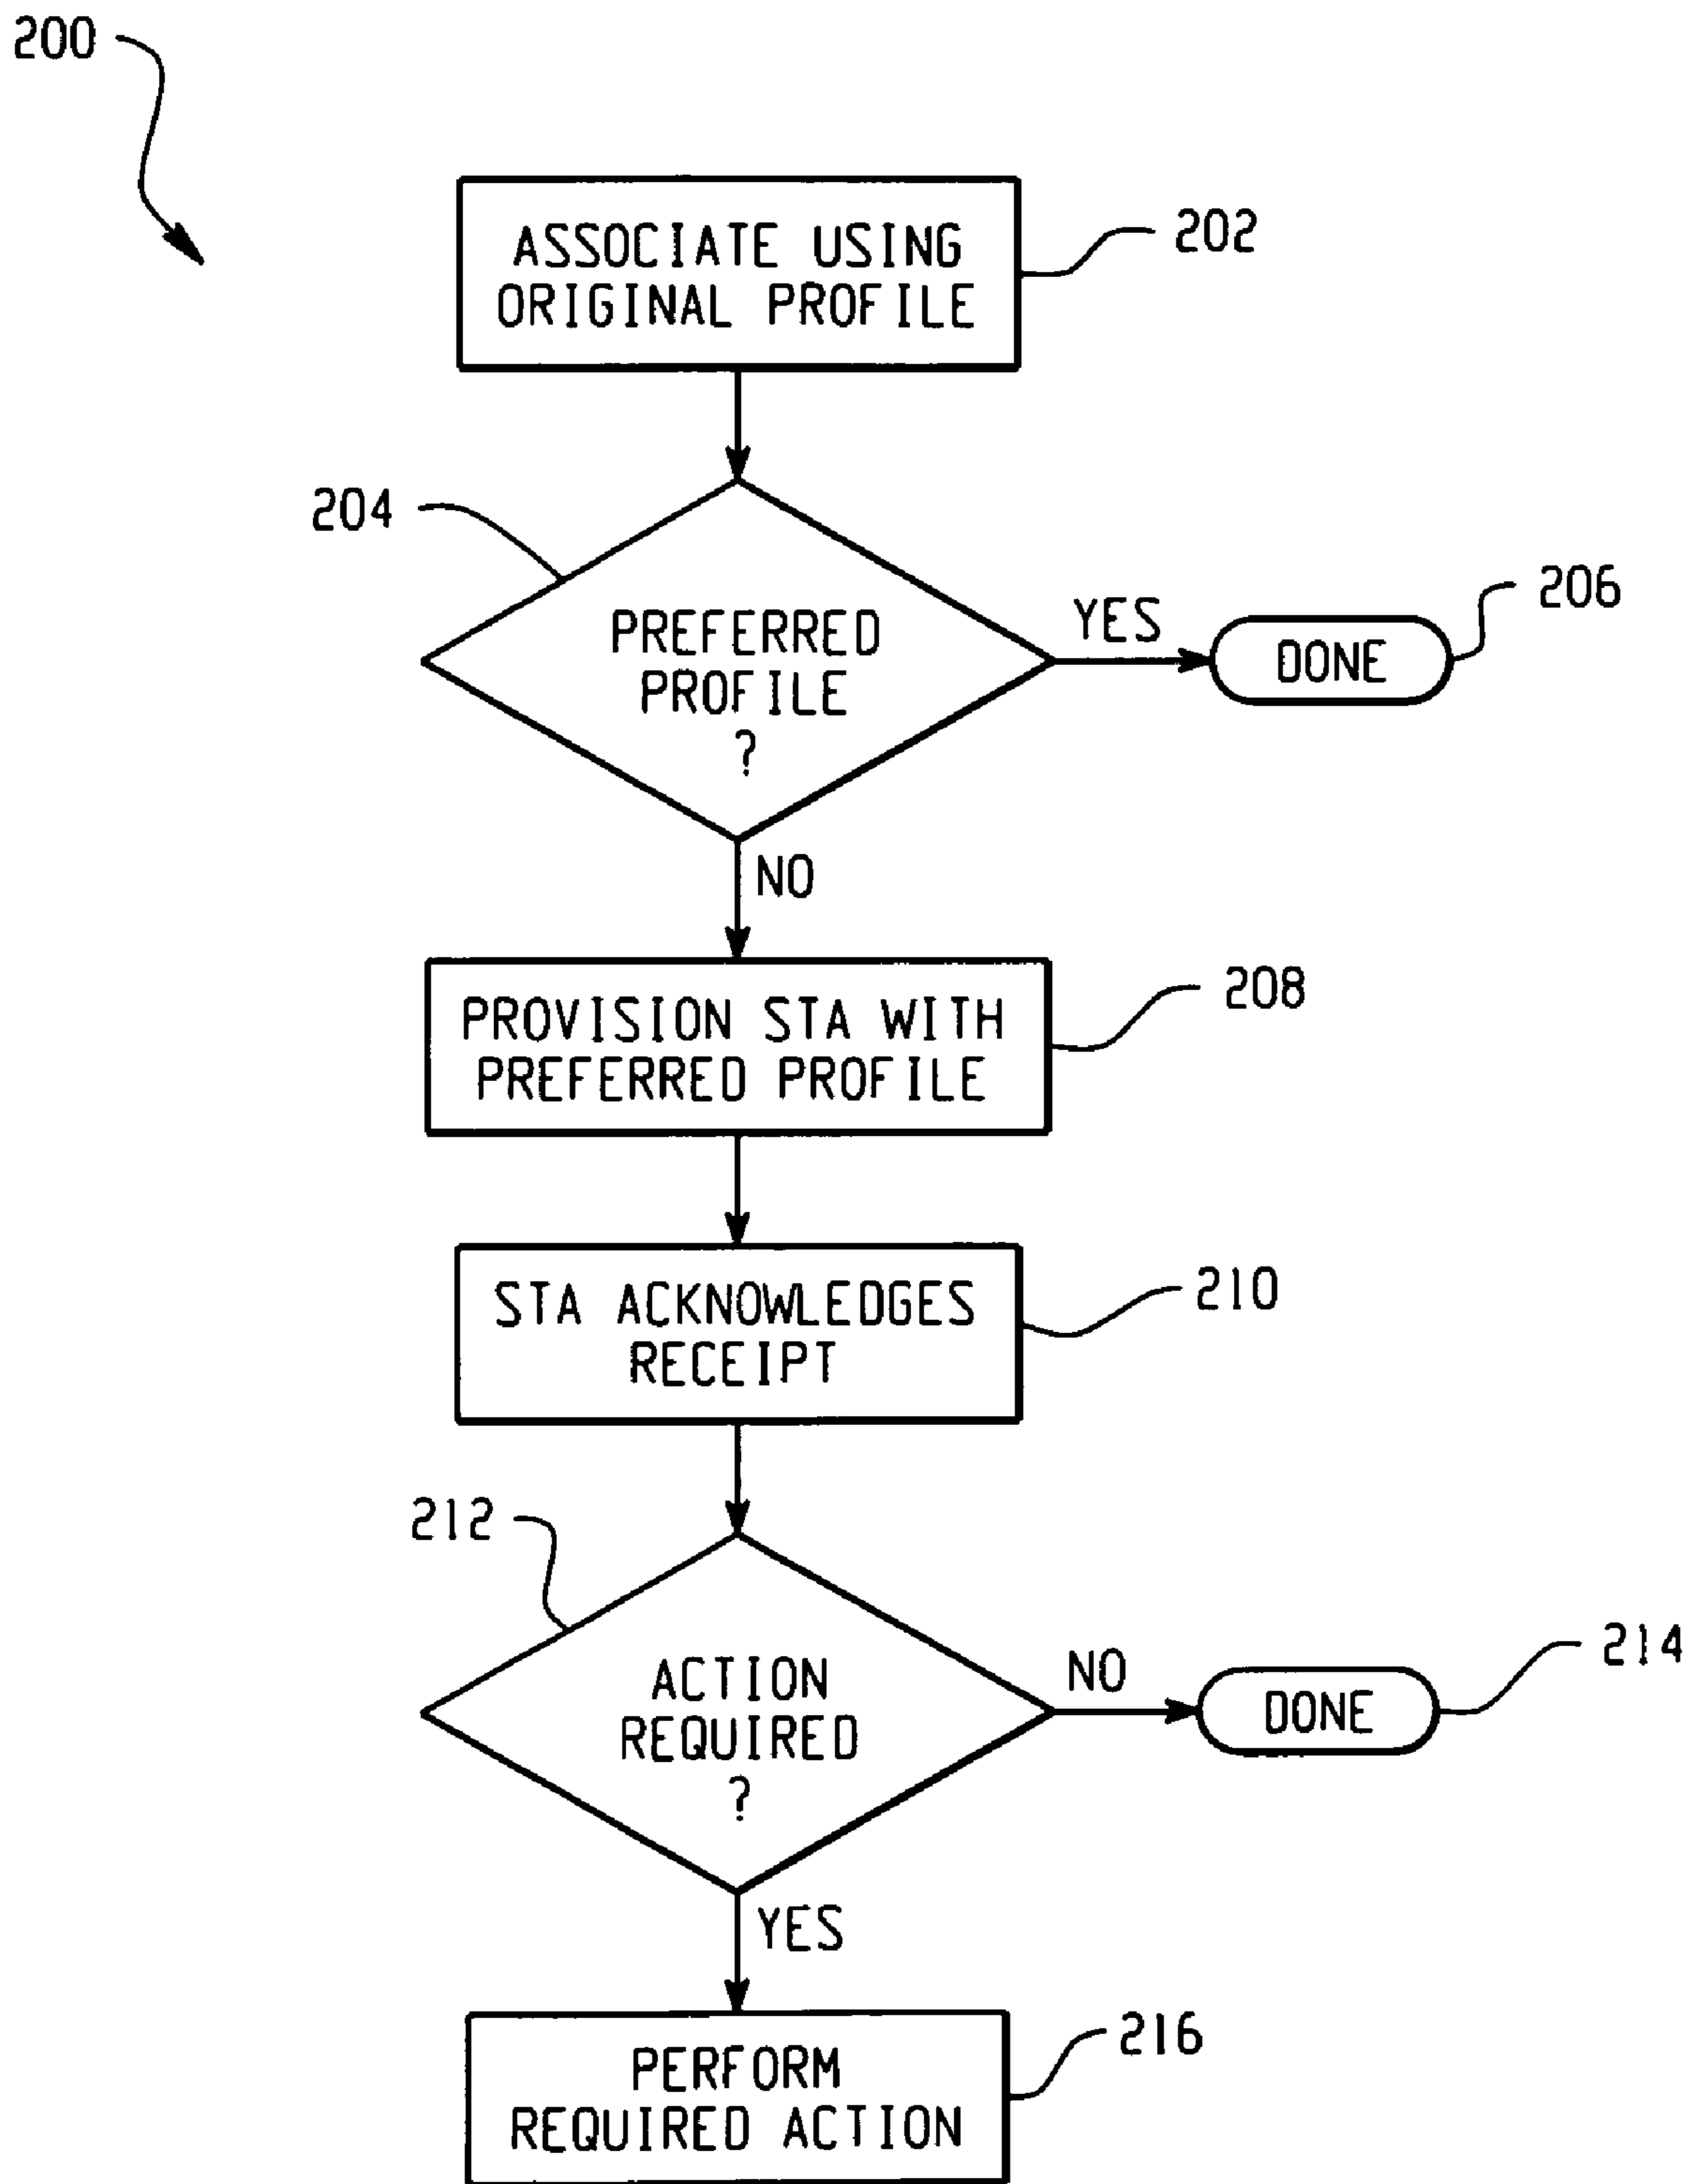 200
ASSOCIATE USING
ORIGINAL PROFILE
202
204
PREFERRED
PROFILE
?
YES
DONE
206
NO
PROVISION STA WITH
PREFERRED PROFILE
208
STA ACKNOWLEDGES
RECEIPT
210
212
ACTION
REQUIRED
?
NO
DONE
214
YES
PERFORM
REQUIRED ACTION
216